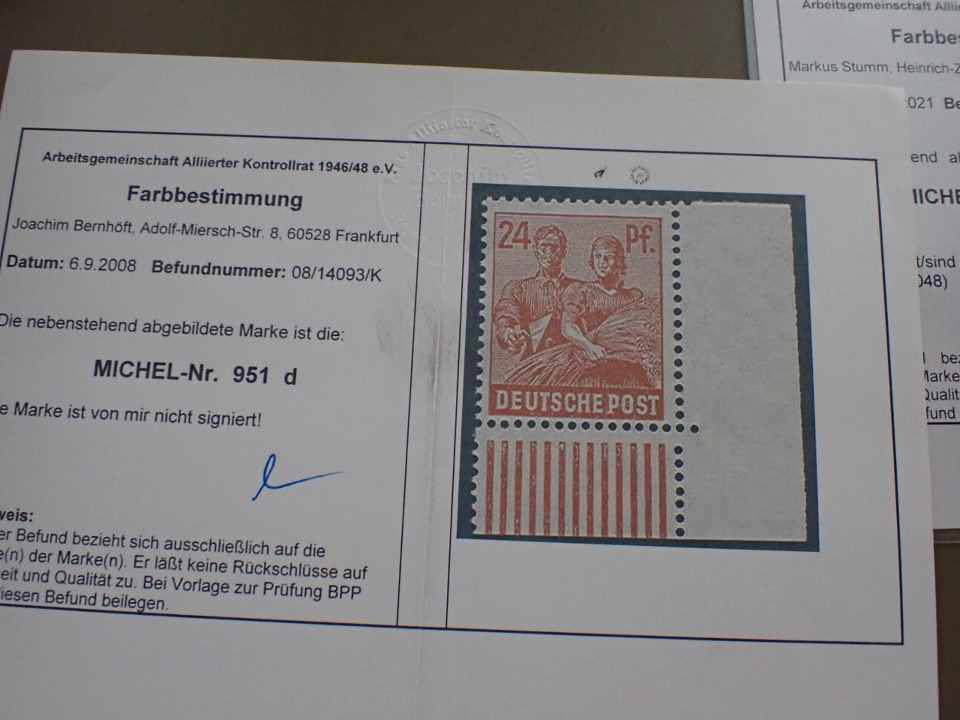 Arbeitsgemeinschaft Alliierter Kontrollrat 1946/48 e.V.
Farbbestimmung
Joachim Bernhöft, Adolf-Miersch-Str. 8, 60528 Frankfurt
Datum: 6.9.2008 Befundnummer: 08/14093/K
Die nebenstehend abgebildete Marke ist die:
MICHEL-Nr. 951 d
e Marke ist von mir nicht signiert!
weis:
er Befund bezieht sich ausschließlich auf die
e(n) der Marke(n). Er läßt keine Rückschlüsse auf
eit und Qualität zu. Bei Vorlage zur Prüfung BPP
iesen Befund beilegen.
24 Pf.
DEUTSCHE POST
Arbeitsgemeinschaft Alli
Farbbes
Markus Stumm, Heinrich-Z
021 Be
end a
IICHE
t/sind
048)
l bez
Marke
Qualit
fund